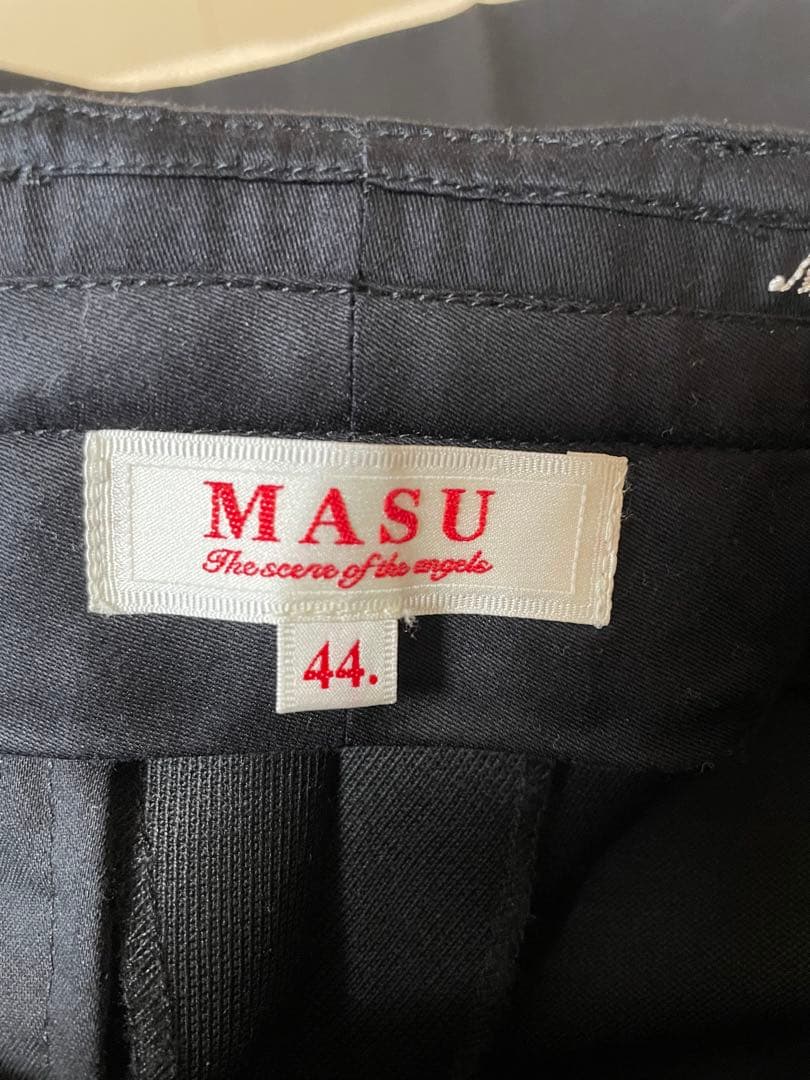 MASU
The scene of the angels
44.